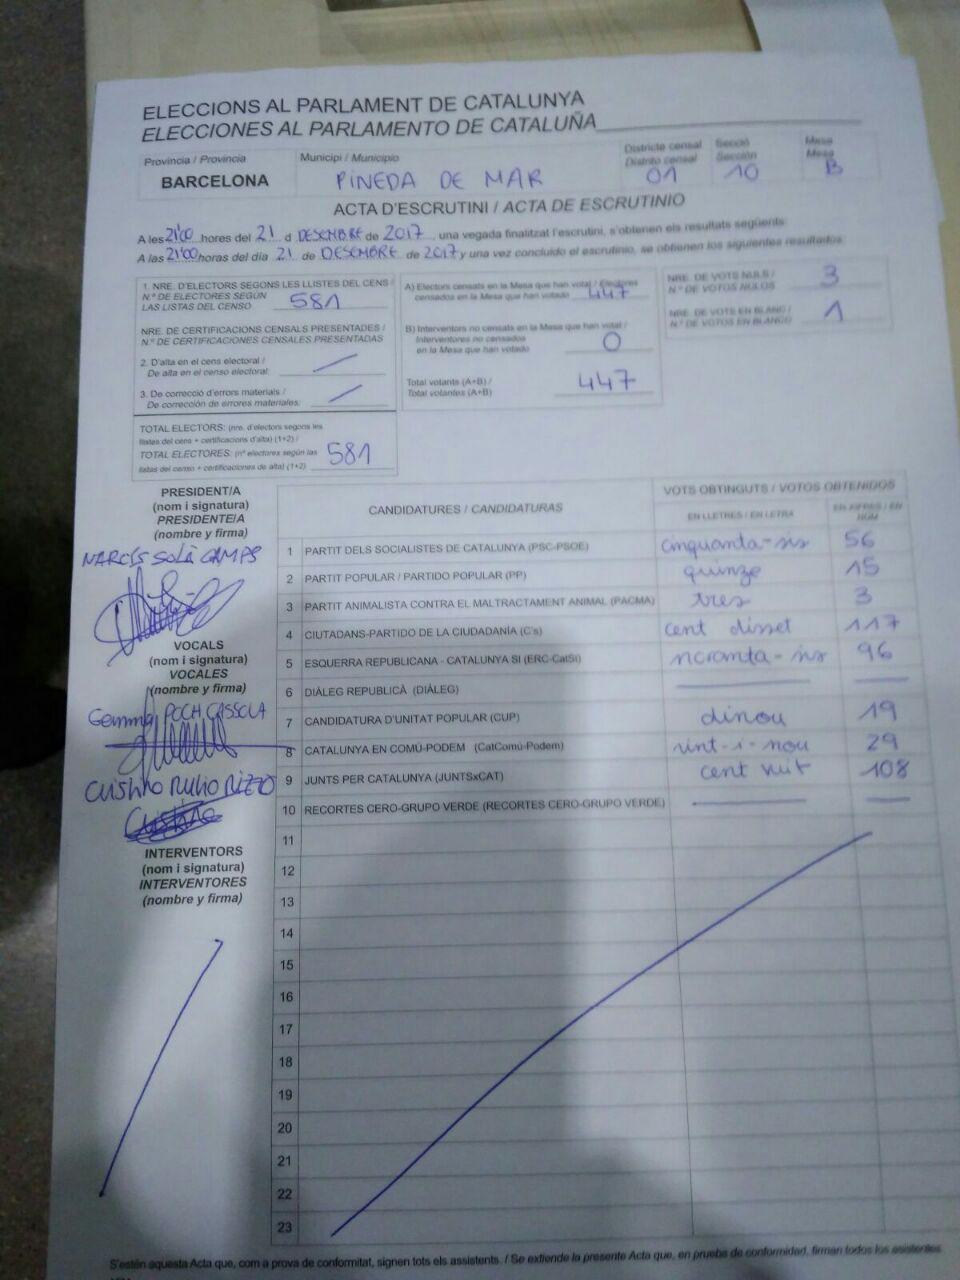 ELECCIONS AL PARLAMENT DE CATALUNYA
ELECCIONES AL PARLAMENTO DE CATALUÑA
Provincia / Provincia
BARCELONA
Municipi / Municipio
PINEDA DE MAR
Districte censal
Distrito censal
01
Secció
Sección
10
Mesa
Mesa
B
ACTA D'ESCRUTINI / ACTA DE ESCRUTINIO
A les 21'00 hores del 21 d DESEMBRE de 2017, una vegada finalitzat l'escrutini, s'obtenen els resultats següents:
A las 21'00 horas del día 21 de DESEMBRE de 2017 y una vez concluido el escrutinio, se obtienen los siguientes resultados:
1. NRE. D'ELECTORS SEGONS LES LLISTES DEL CENS /
N.º DE ELECTORES SEGÚN
LAS LISTAS DEL CENSO 581
NRE. DE CERTIFICACIONS CENSALS PRESENTADES /
N.º DE CERTIFICACIONES CENSALES PRESENTADAS
2. D'alta en el cens electoral /
De alta en el censo electoral:
3. De correcció d'errors materials /
De corrección de errores materiales:
TOTAL ELECTORS: (nre. d'electors segons les
llistes del cens + certificacions d'alta) (1+2) /
TOTAL ELECTORES: (nº electores según las
listas del censo + certificaciones de alta) (1+2) 581
A) Electors censats en la Mesa que han votat / Electores
censados en la Mesa que han votado 447
B) Interventors no censats en la Mesa que han votat /
Interventores no censados
en la Mesa que han votado 0
Total votants (A+B) /
Total votantes (A+B) 447
NRE. DE VOTS NULS /
N.º DE VOTOS NULOS 3
NRE. DE VOTS EN BLANC /
N.º DE VOTOS EN BLANCO 1
PRESIDENT/A
(nom i signatura)
PRESIDENTE/A
(nombre y firma)
NARCÍS SOLÀ CAMPS
VOCALS
(nom i signatura)
VOCALES
(nombre y firma)
Gemma POCH
INTERVENTORS
(nom i signatura)
INTERVENTORES
(nombre y firma)
CANDIDATURES / CANDIDATURAS
VOTS OBTINGUTS / VOTOS OBTENIDOS
EN LLETRES / EN LETRA
EN XIFRES / EN NÚM
1 PARTIT DELS SOCIALISTES DE CATALUNYA (PSC-PSOE) cinquanta-sis 56
2 PARTIT POPULAR / PARTIDO POPULAR (PP) quinze 15
3 PARTIT ANIMALISTA CONTRA EL MALTRACTAMENT ANIMAL (PACMA) tres 3
4 CIUTADANS-PARTIDO DE LA CIUDADANÍA (C's) cent disset 117
5 ESQUERRA REPUBLICANA - CATALUNYA SI (ERC-CatSí) noranta-sis 96
6 DIÀLEG REPUBLICÀ (DIÀLEG)
7 CANDIDATURA D'UNITAT POPULAR (CUP) dinou 19
8 CATALUNYA EN COMÚ-PODEM (CatComú-Podem) vint-i-nou 29
9 JUNTS PER CATALUNYA (JUNTSxCAT) cent vuit 108
10 RECORTES CERO-GRUPO VERDE (RECORTES CERO-GRUPO VERDE)
11
12
13
14
15
16
17
18
19
20
21
22
23
S'estén aquesta Acta que, com a prova de conformitat, signen tots els assistents. / Se extiende la presente Acta que, en prueba de conformidad, firman todos los asistentes